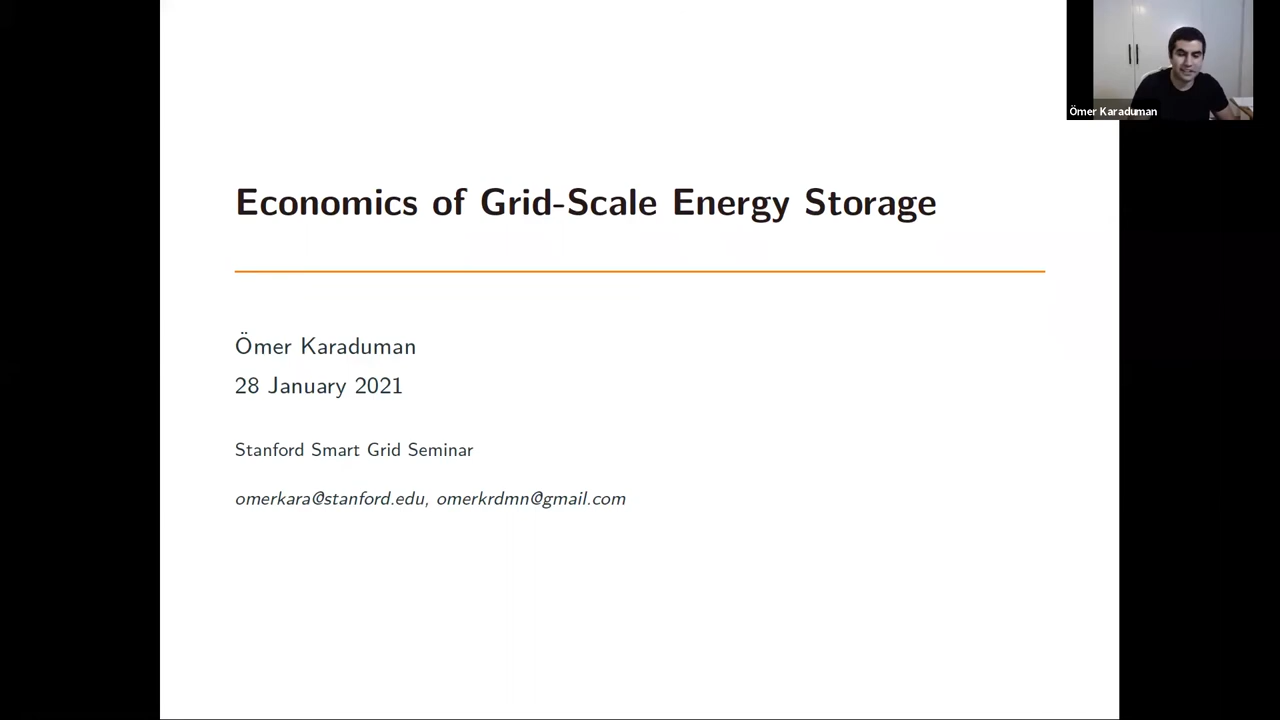 Ömer Karaduman
Economics of Grid-Scale Energy Storage
Ömer Karaduman
28 January 2021
Stanford Smart Grid Seminar
omerkara@stanford.edu, omerkrdmn@gmail.com